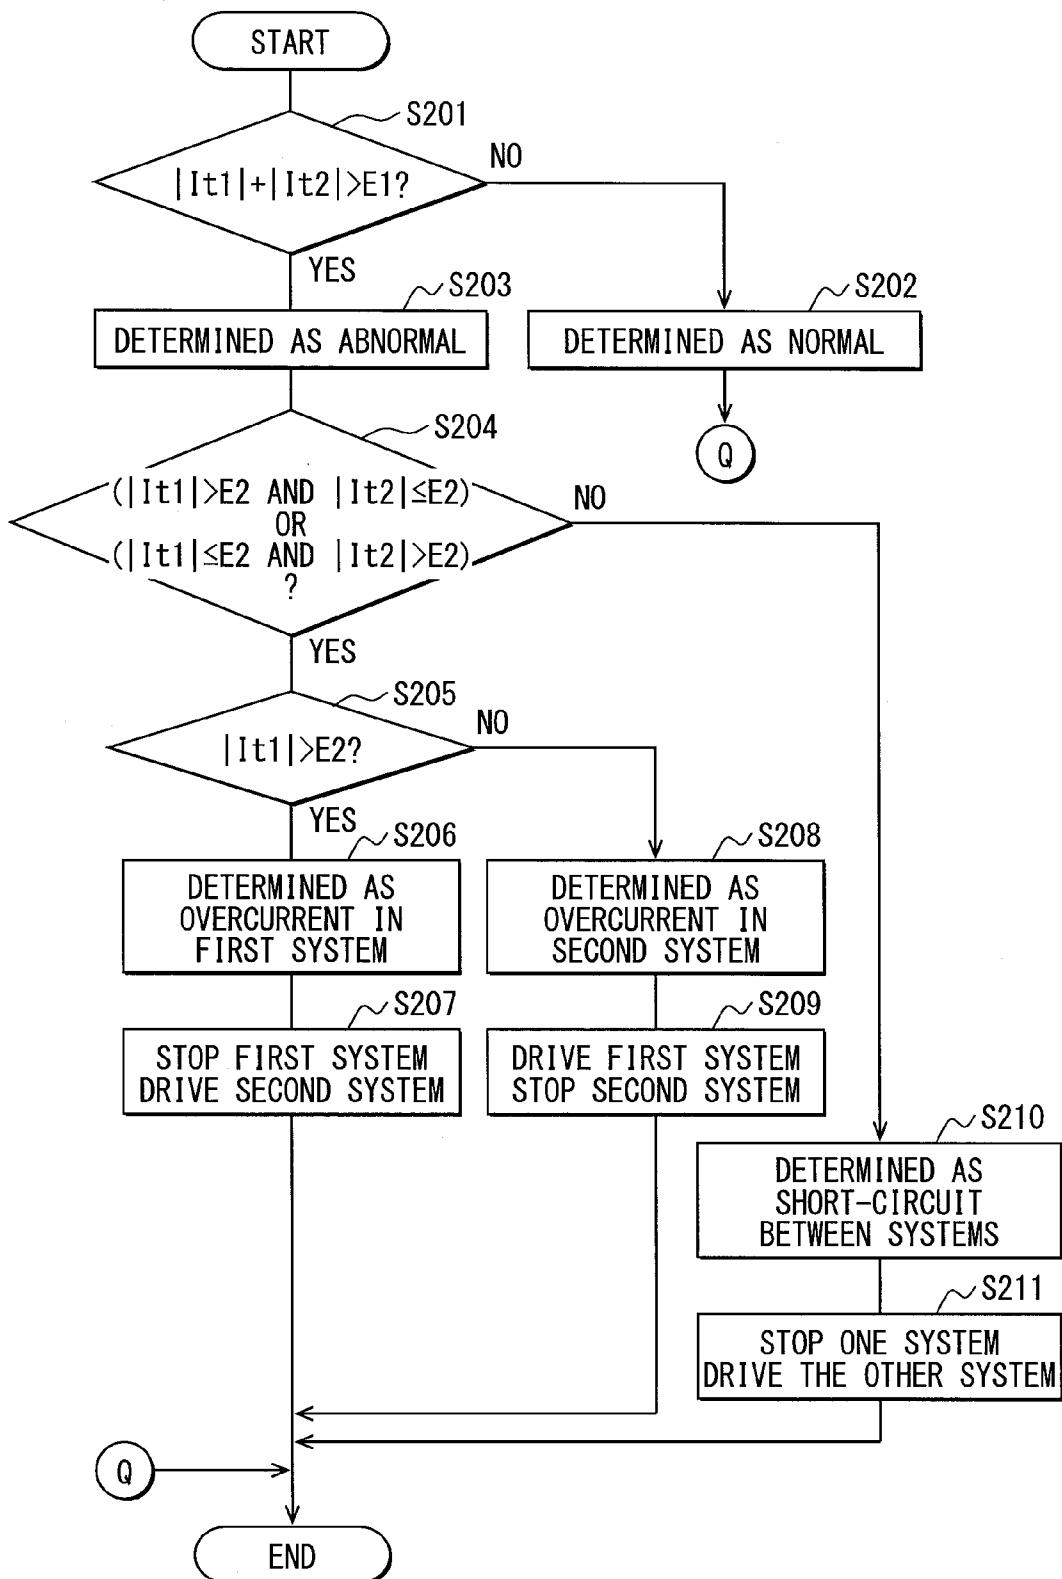 START
S201
|It1|+|It2|>E1?
NO
YES
S203
DETERMINED AS ABNORMAL
S202
DETERMINED AS NORMAL
Q
S204
(|It1|>E2 AND |It2|≤E2)
OR
(|It1|≤E2 AND |It2|>E2)
?
NO
YES
S205
|It1|>E2?
NO
YES
S206
DETERMINED AS
OVERCURRENT IN
FIRST SYSTEM
S208
DETERMINED AS
OVERCURRENT IN
SECOND SYSTEM
S207
STOP FIRST SYSTEM
DRIVE SECOND SYSTEM
S209
DRIVE FIRST SYSTEM
STOP SECOND SYSTEM
S210
DETERMINED AS
SHORT-CIRCUIT
BETWEEN SYSTEMS
S211
STOP ONE SYSTEM
DRIVE THE OTHER SYSTEM
Q
END